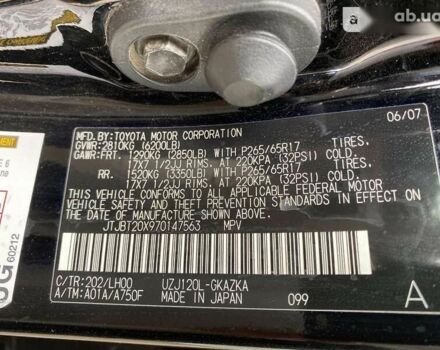 ab.ua
06/07
MFD.BY:TOYOTA MOTOR CORPORATION
GVWR:2810KG (6200LB)
GAWR:FRT. 1290KG (2850LB) WITH P265/65R17 TIRES,
17X7 1/2JJ RIMS, AT 220KPA (32PSI) COLD
RR. 1520KG (3350LB) WITH P265/65R17 TIRES,
17X7 1/2JJ RIMS, AT 220KPA (32PSI) COLD
THIS VEHICLE CONFORMS TO ALL APPLICABLE FEDERAL MOTOR
VEHICLE SAFETY, BUMPER, AND THEFT PREVENTION STANDARDS
IN EFFECT ON THE DATE OF MANUFACTURE SHOWN ABOVE.
JTJBT20X970147563 MPV
C/TR:202/LH00 UZJ120L-GKAZKA
A/TM:A01A/A750F MADE IN JAPAN 099 A
E 6
60212